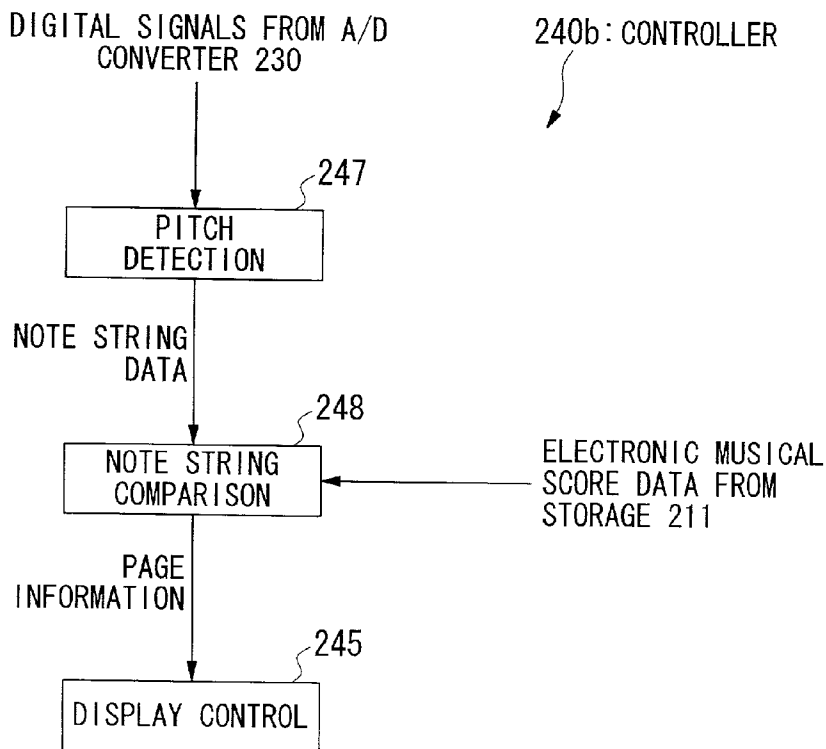 DIGITAL SIGNALS FROM A/D
CONVERTER 230
240b: CONTROLLER
247
PITCH
DETECTION
NOTE STRING
DATA
248
NOTE STRING
COMPARISON
ELECTRONIC MUSICAL
SCORE DATA FROM
STORAGE 211
PAGE
INFORMATION
245
DISPLAY CONTROL